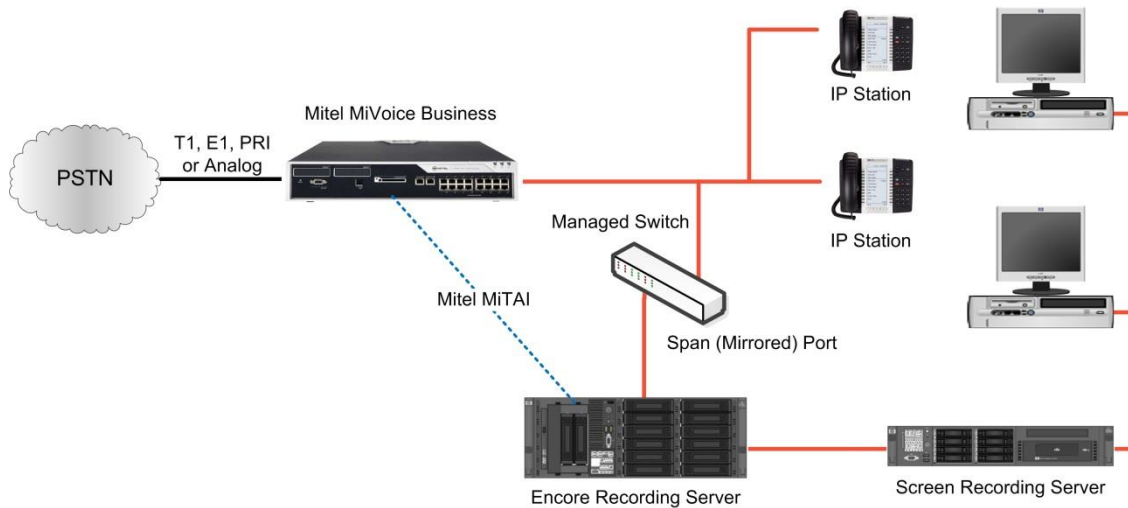 Mitel MiVoice Business
T1, E1, PRI
or Analog
PSTN
IP Station
IP Station
Managed Switch
Mitel MiTAI
Span (Mirrored) Port
Encore Recording Server
Screen Recording Server